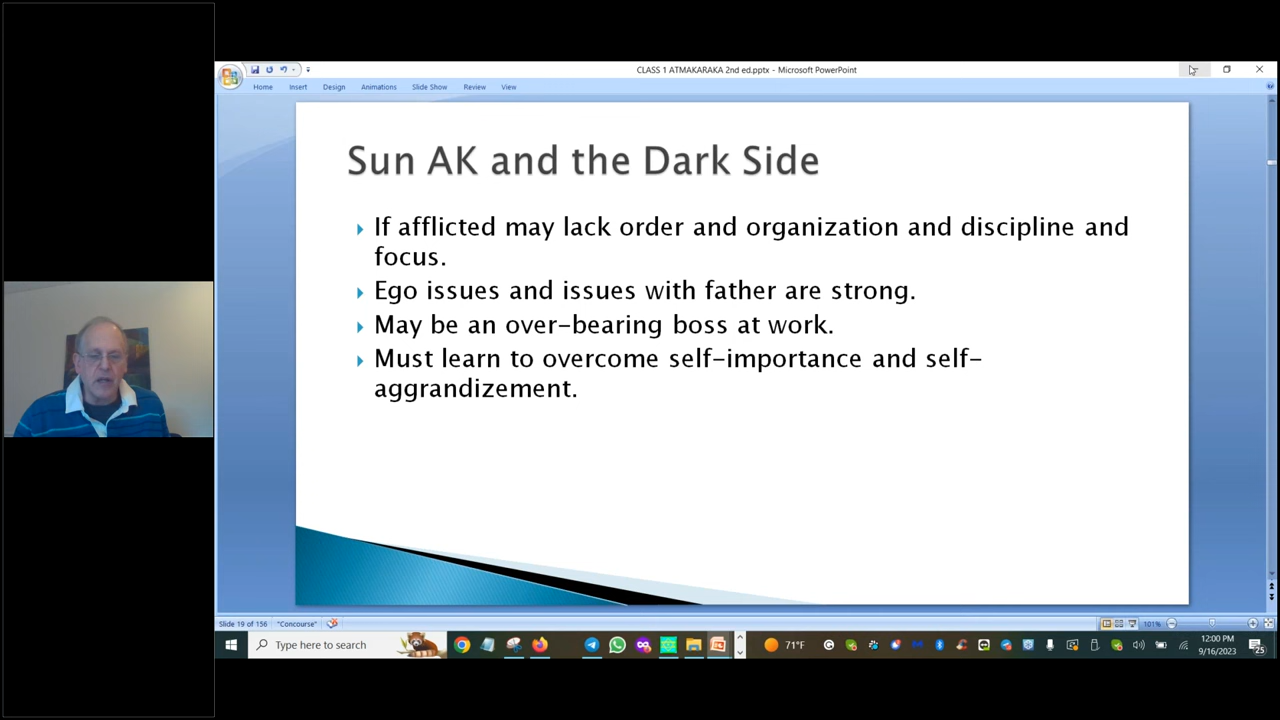 CLASS 1 ATMAKARAKA 2nd ed.pptx - Microsoft PowerPoint
Home Insert Design Animations Slide Show Review View
Sun AK and the Dark Side
If afflicted may lack order and organization and discipline and
focus.
Ego issues and issues with father are strong.
May be an over-bearing boss at work.
Must learn to overcome self-importance and self-
aggrandizement.
Slide 19 of 156 "Concourse" 101%
Type here to search 71°F 12:00 PM
9/16/2023 25